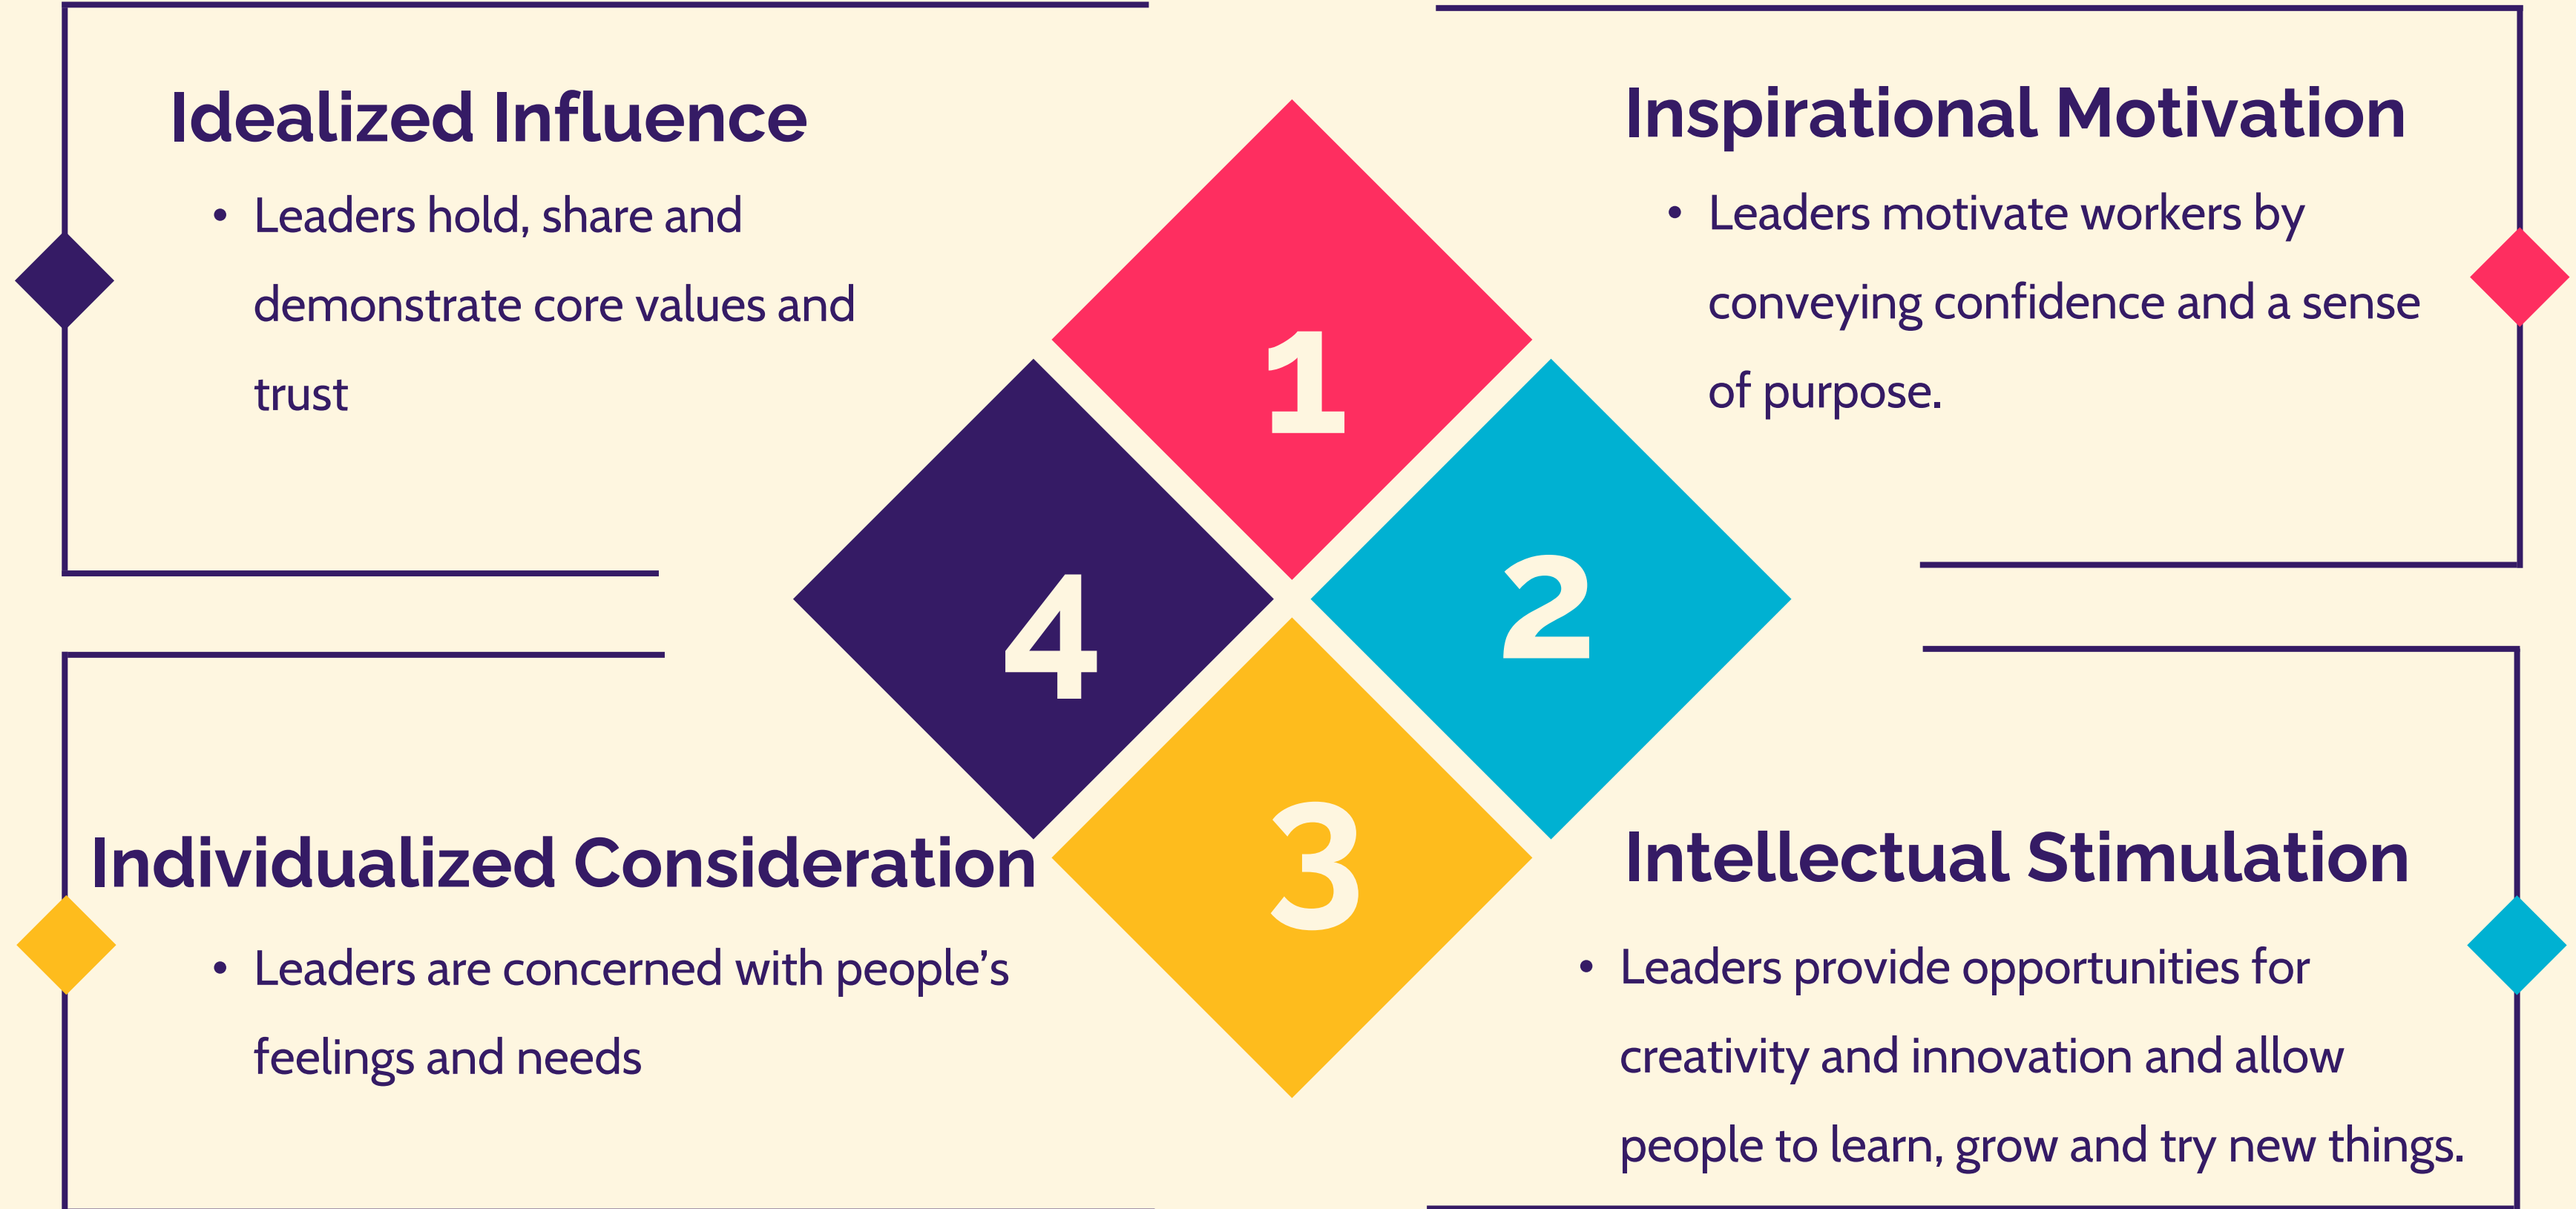 Idealized Influence
• Leaders hold, share and
demonstrate core values and
trust
Inspirational Motivation
• Leaders motivate workers by
conveying confidence and a sense
of purpose.
1
4
2
3
Individualized Consideration
• Leaders are concerned with people’s
feelings and needs
Intellectual Stimulation
• Leaders provide opportunities for
creativity and innovation and allow
people to learn, grow and try new things.